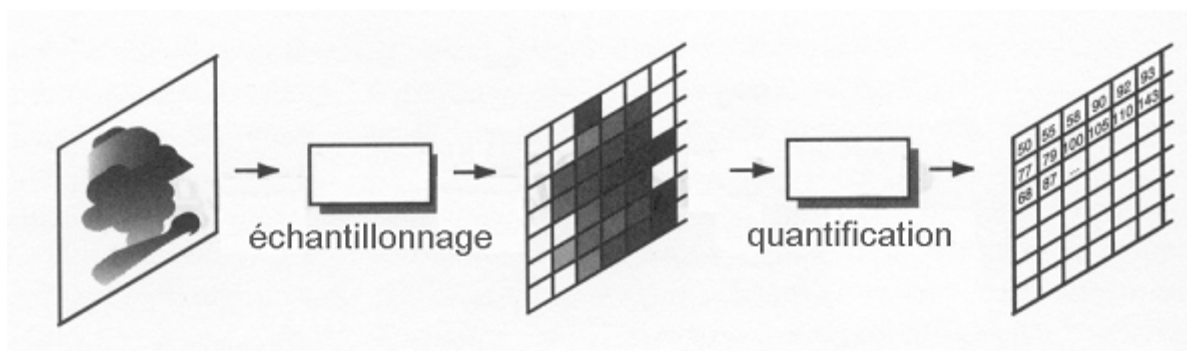 échantillonnage
quantification
50 55 58 90 92 93
77 79 100 105 110 143
68 87 ...